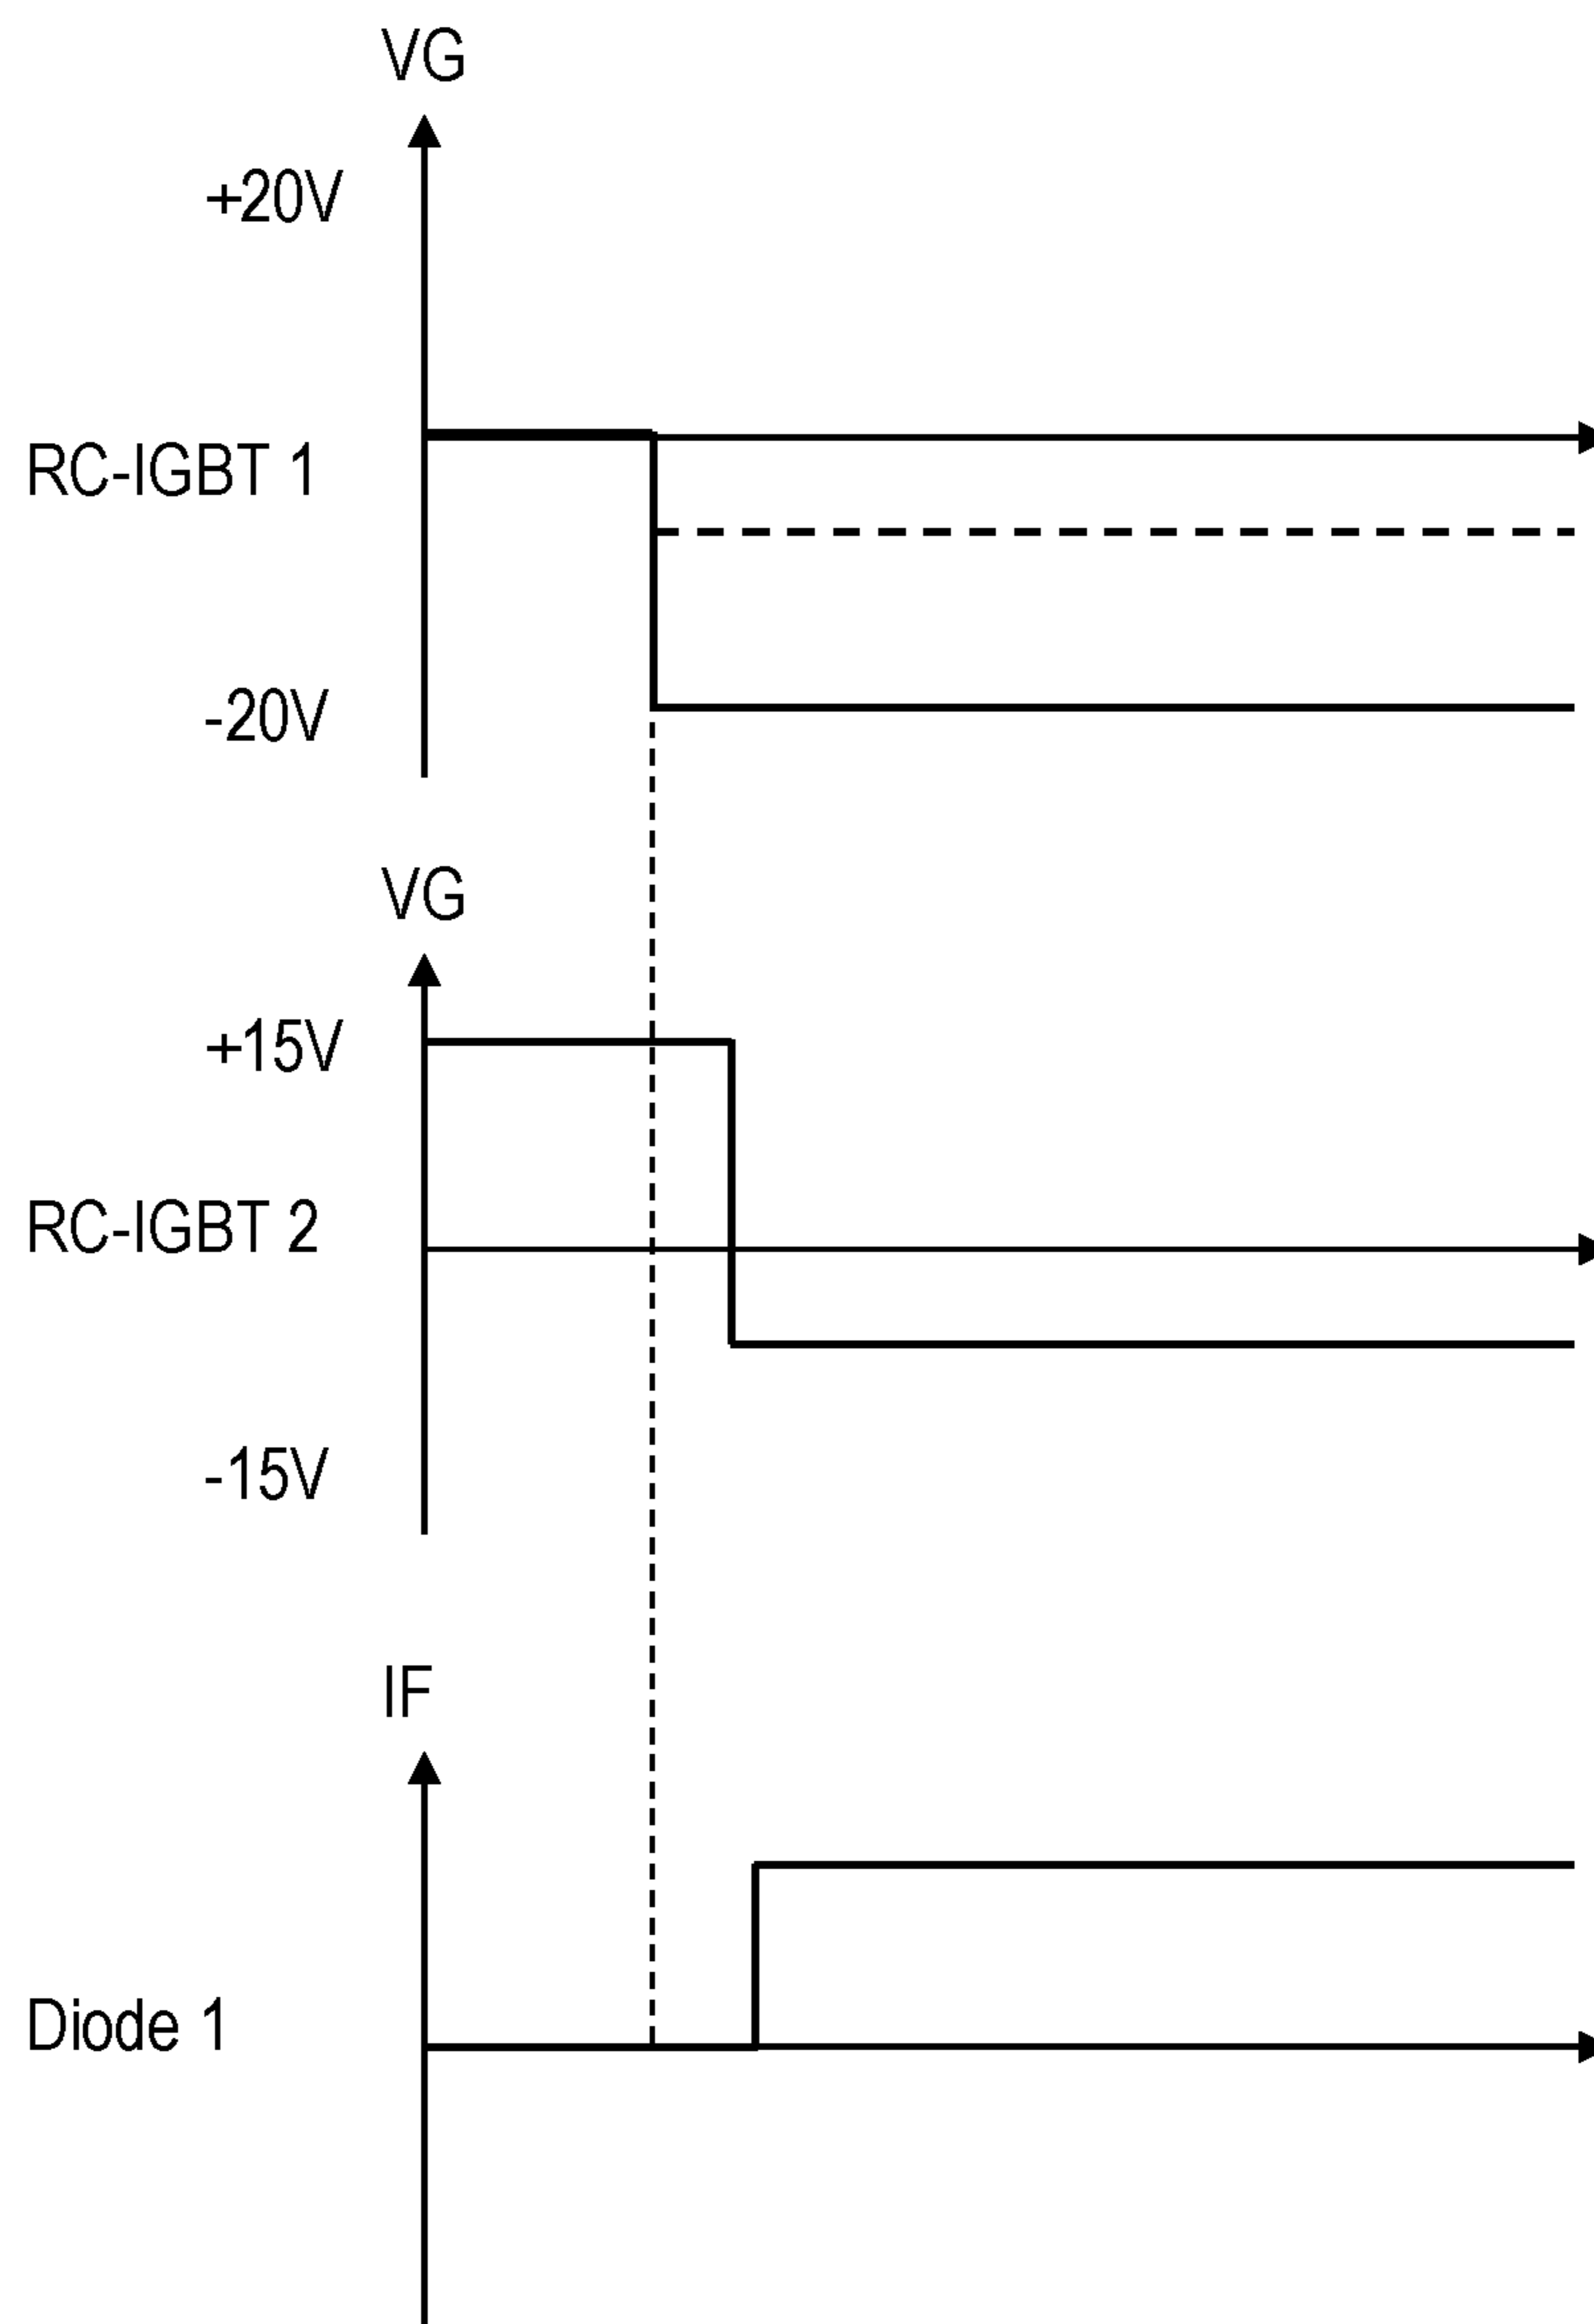 VG
+20V
RC-IGBT 1
-20V
VG
+15V
RC-IGBT 2
-15V
IF
Diode 1